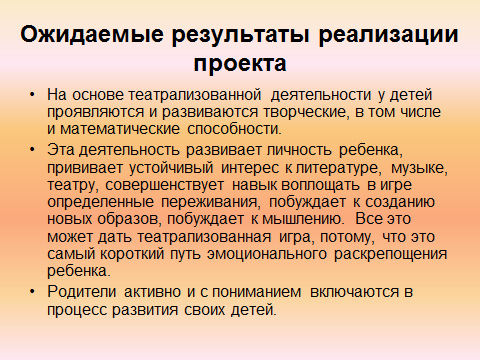 Ожидаемые результаты реализации
проекта
• На основе театрализованной деятельности у детей
проявляются и развиваются творческие, в том числе
и математические способности.
• Эта деятельность развивает личность ребенка,
прививает устойчивый интерес к литературе, музыке,
театру, совершенствует навык воплощать в игре
определенные переживания, побуждает к созданию
новых образов, побуждает к мышлению. Все это
может дать театрализованная игра, потому, что это
самый короткий путь эмоционального раскрепощения
ребенка.
• Родители активно и с пониманием включаются в
процесс развития своих детей.